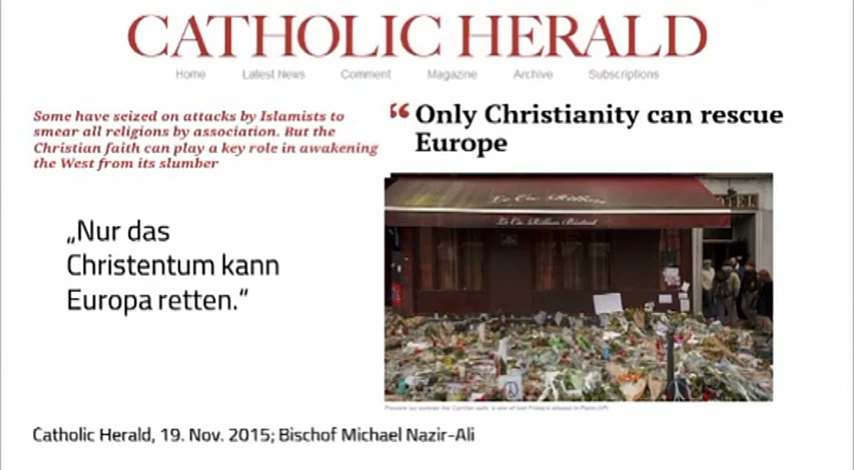 CATHOLIC HERALD
Home Latest News Comment Magazine Archive Subscriptions
Some have seized on attacks by Islamists to
smear all religions by association. But the
Christian faith can play a key role in awakening
the West from its slumber
“ Only Christianity can rescue
Europe
„Nur das
Christentum kann
Europa retten.“
Catholic Herald, 19. Nov. 2015; Bischof Michael Nazir-Ali